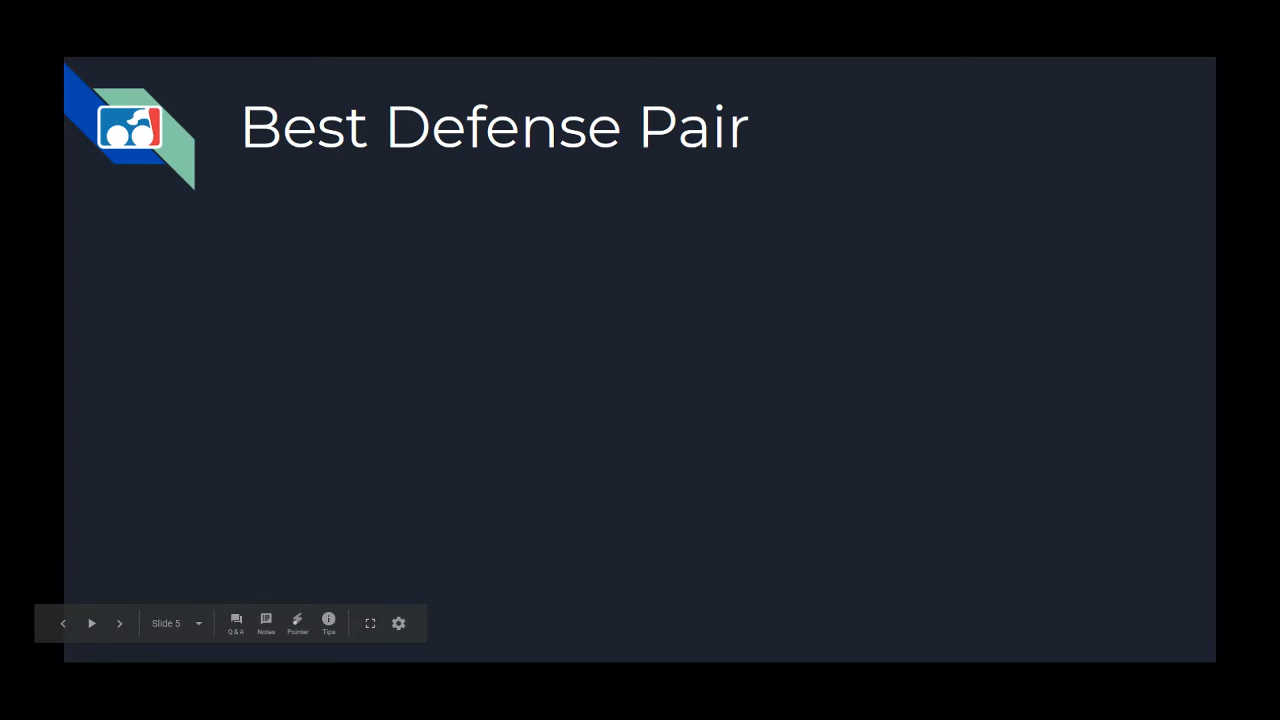 Best Defense Pair
Slide 5
Q & A
Notes
Pointer
Tips